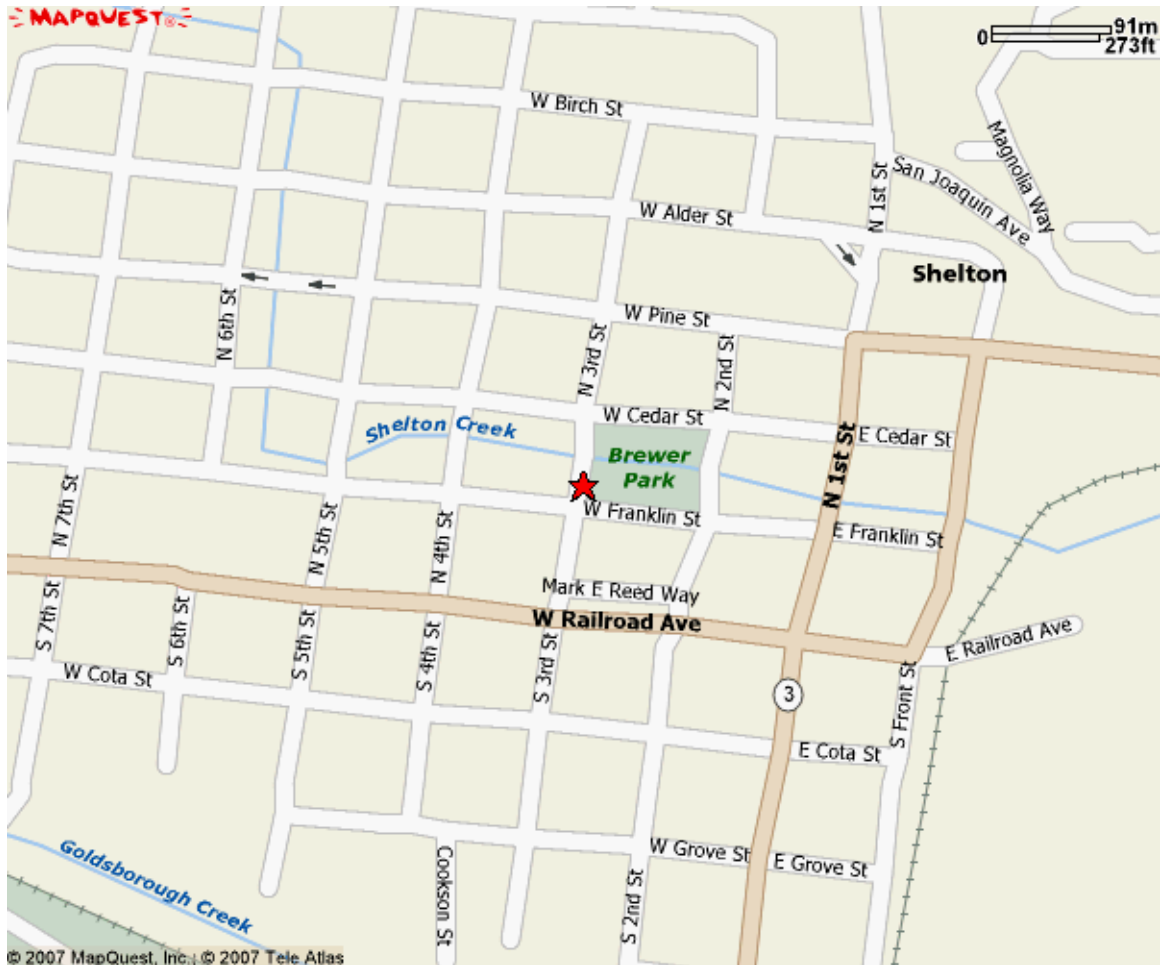 MAPQUEST®
0
91m
273ft
W Birch St
Magnolia Way
San Joaquin Ave
N 1st St
W Alder St
Shelton
N 6th St
W Pine St
N 3rd St
N 2nd St
W Cedar St
E Cedar St
Shelton Creek
Brewer
Park
N 1st St
N 7th St
N 5th St
N 4th St
W Franklin St
E Franklin St
Mark E Reed Way
W Railroad Ave
E Railroad Ave
S 7th St
S 6th St
S 5th St
S 4th St
S 3rd St
W Cota St
3
S Front St
E Cota St
W Grove St
E Grove St
Cookson St
S 2nd St
Goldsborough Creek
© 2007 MapQuest, Inc.; © 2007 Tele Atlas